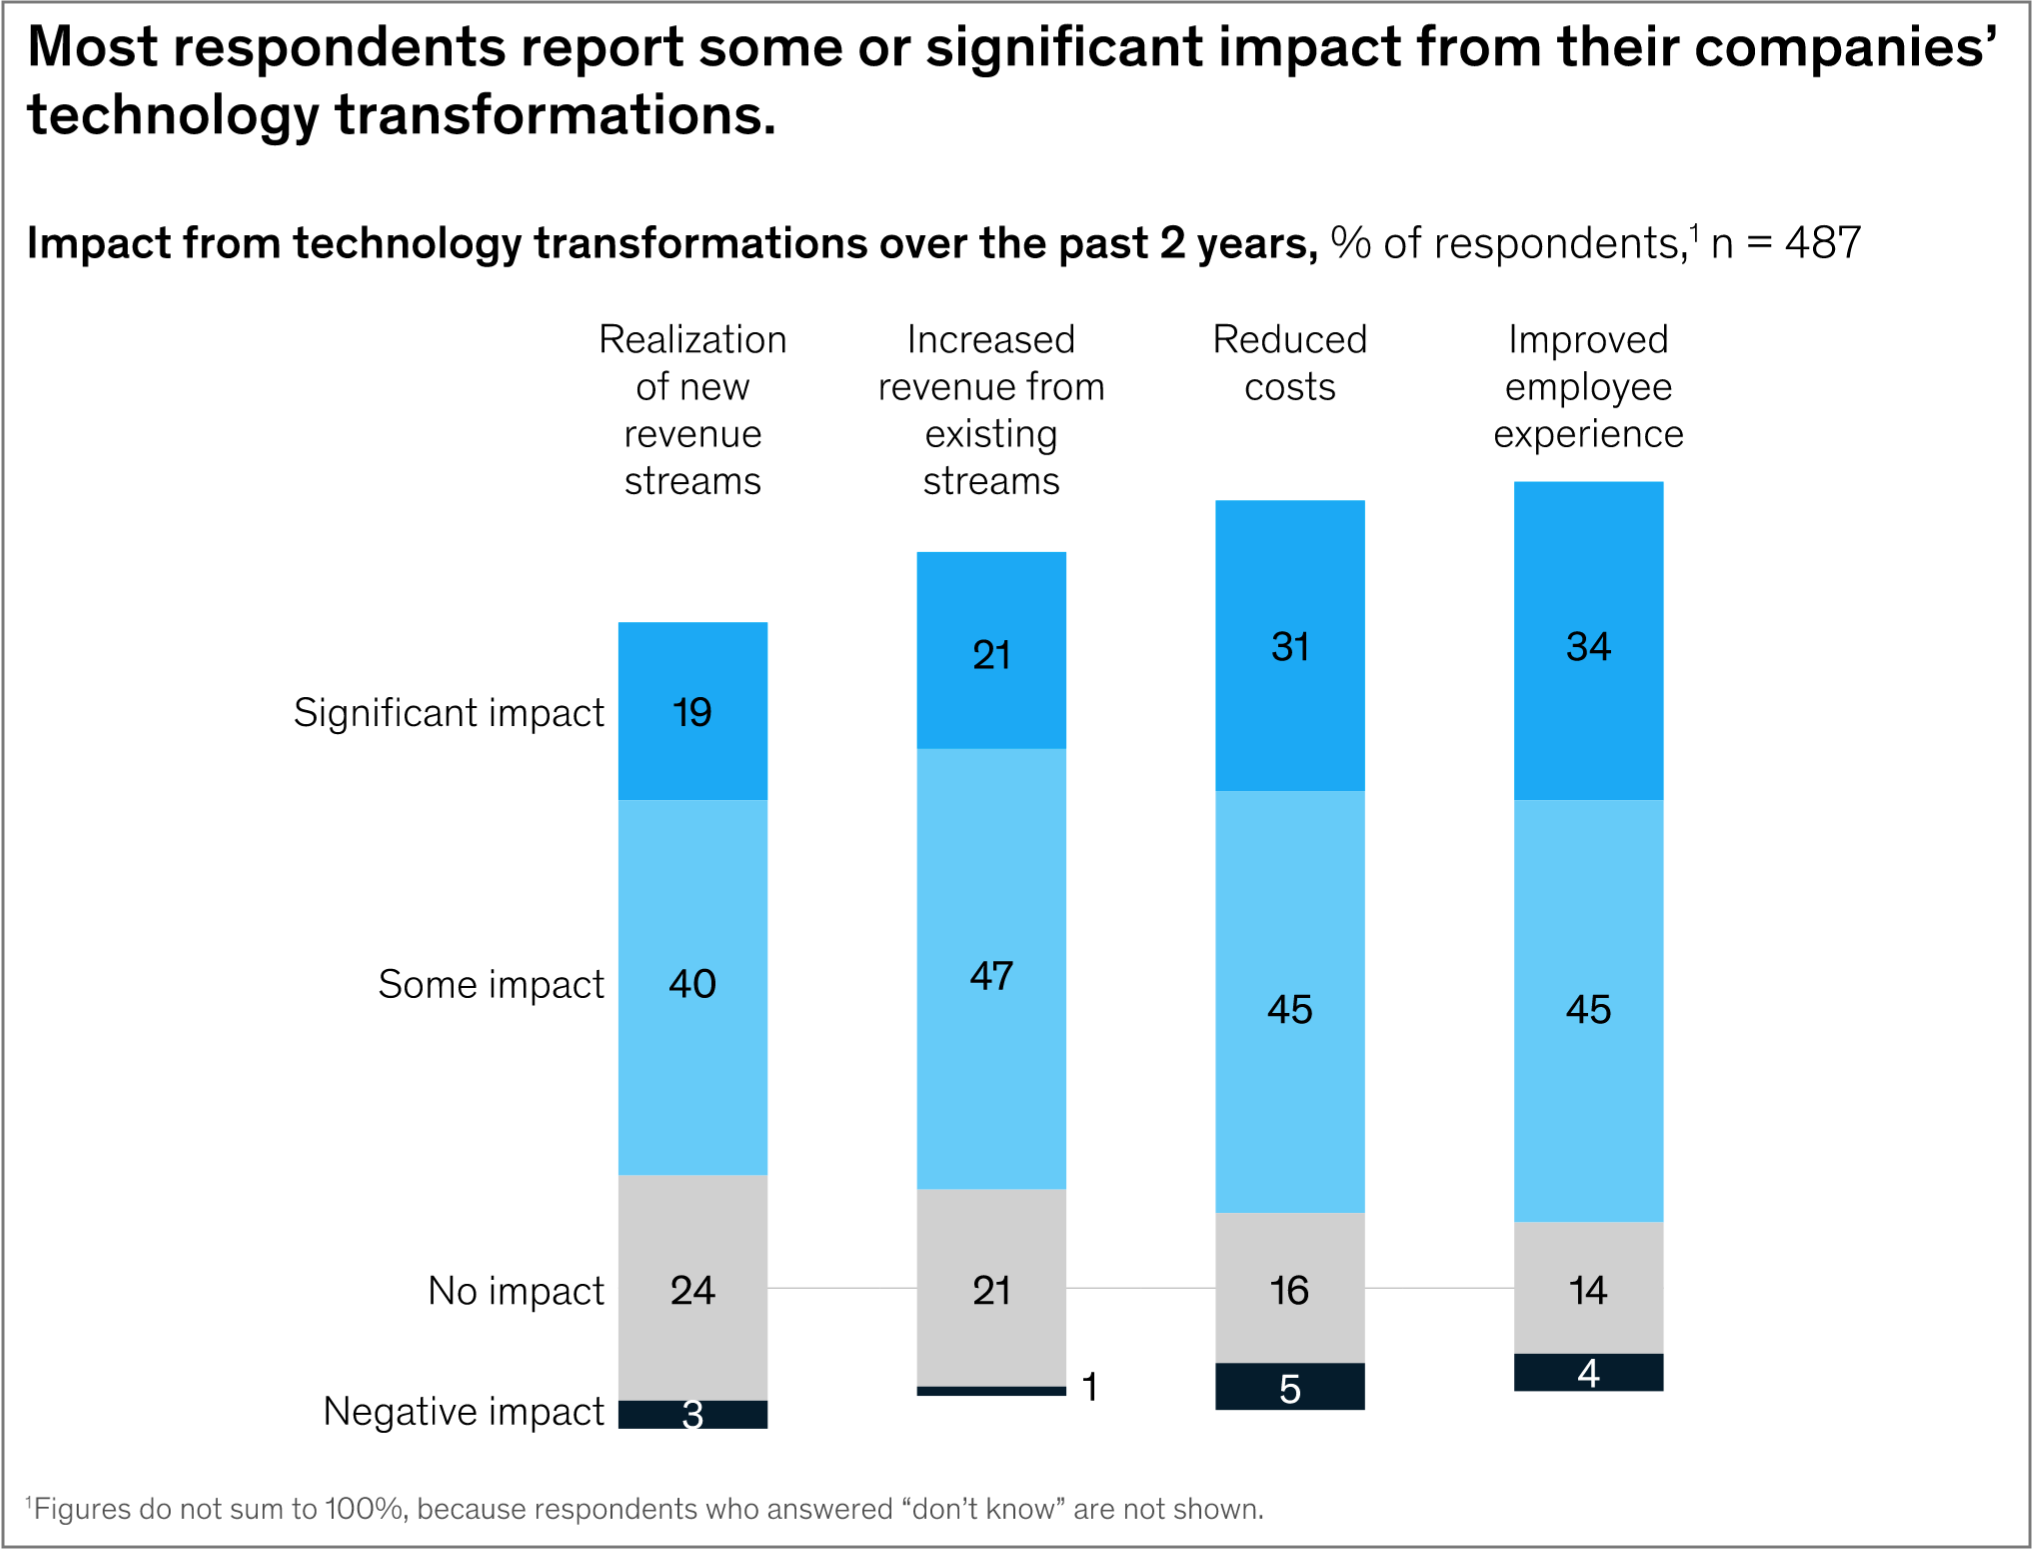 Most respondents report some or significant impact from their companies’
technology transformations.
Impact from technology transformations over the past 2 years, % of respondents,¹ n = 487
Realization
of new
revenue
streams
Increased
revenue from
existing
streams
Reduced
costs
Improved
employee
experience
Significant impact
19
21
31
34
Some impact
40
47
45
45
No impact
24
21
16
14
Negative impact
3
1
5
4
¹Figures do not sum to 100%, because respondents who answered “don’t know” are not shown.